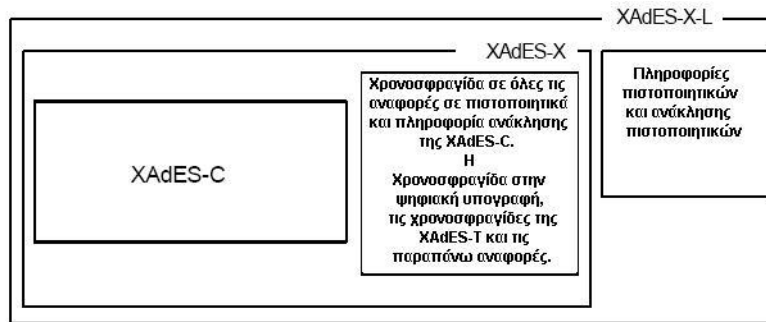 XAdES-X-L
XAdES-X
XAdES-C
Χρονοσφραγίδα σε όλες τις
αναφορές σε πιστοποιητικά
και πληροφορία ανάκλησης
της XAdES-C.
Η
Χρονοσφραγίδα στην
ψηφιακή υπογραφή,
τις χρονοσφραγίδες της
XAdES-T και τις
παραπάνω αναφορές.
Πληροφορίες
πιστοποιητικών
και ανάκλησης
πιστοποιητικών